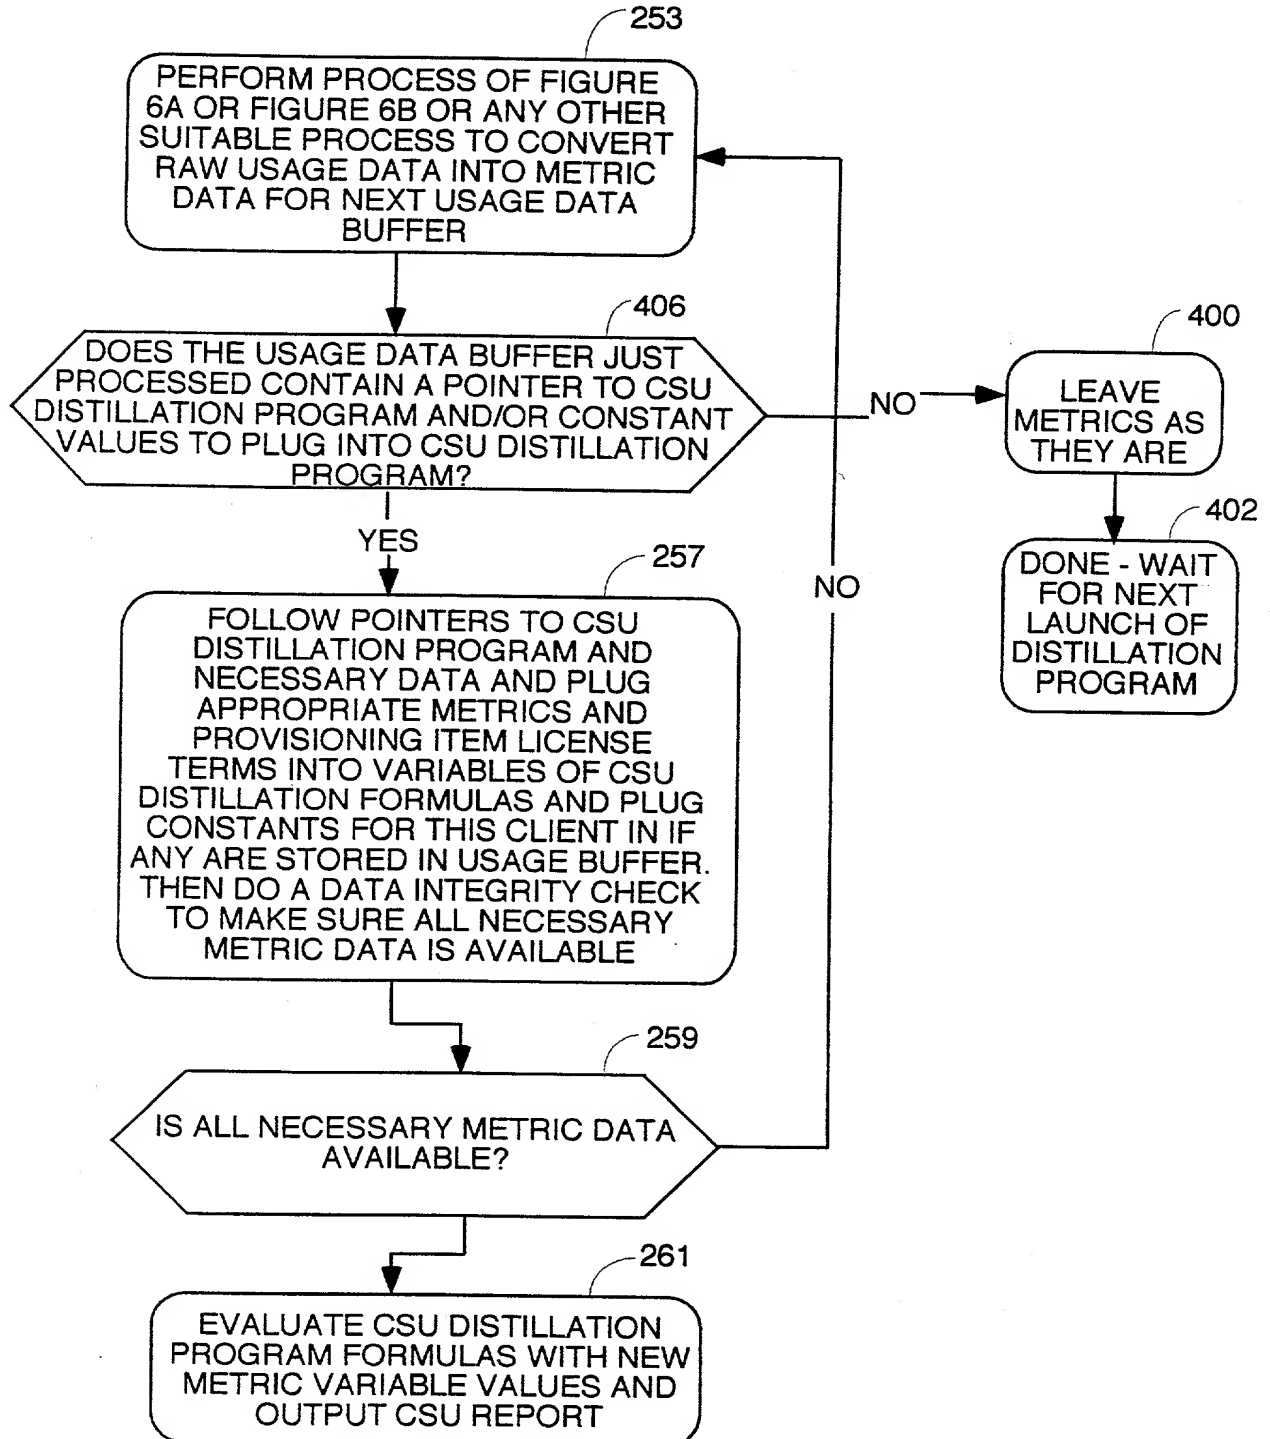 253
PERFORM PROCESS OF FIGURE
6A OR FIGURE 6B OR ANY OTHER
SUITABLE PROCESS TO CONVERT
RAW USAGE DATA INTO METRIC
DATA FOR NEXT USAGE DATA
BUFFER
406
DOES THE USAGE DATA BUFFER JUST
PROCESSED CONTAIN A POINTER TO CSU
DISTILLATION PROGRAM AND/OR CONSTANT
VALUES TO PLUG INTO CSU DISTILLATION
PROGRAM?
NO
400
LEAVE
METRICS AS
THEY ARE
402
DONE - WAIT
FOR NEXT
LAUNCH OF
DISTILLATION
PROGRAM
YES
257
FOLLOW POINTERS TO CSU
DISTILLATION PROGRAM AND
NECESSARY DATA AND PLUG
APPROPRIATE METRICS AND
PROVISIONING ITEM LICENSE
TERMS INTO VARIABLES OF CSU
DISTILLATION FORMULAS AND PLUG
CONSTANTS FOR THIS CLIENT IN IF
ANY ARE STORED IN USAGE BUFFER.
THEN DO A DATA INTEGRITY CHECK
TO MAKE SURE ALL NECESSARY
METRIC DATA IS AVAILABLE
NO
259
IS ALL NECESSARY METRIC DATA
AVAILABLE?
261
EVALUATE CSU DISTILLATION
PROGRAM FORMULAS WITH NEW
METRIC VARIABLE VALUES AND
OUTPUT CSU REPORT